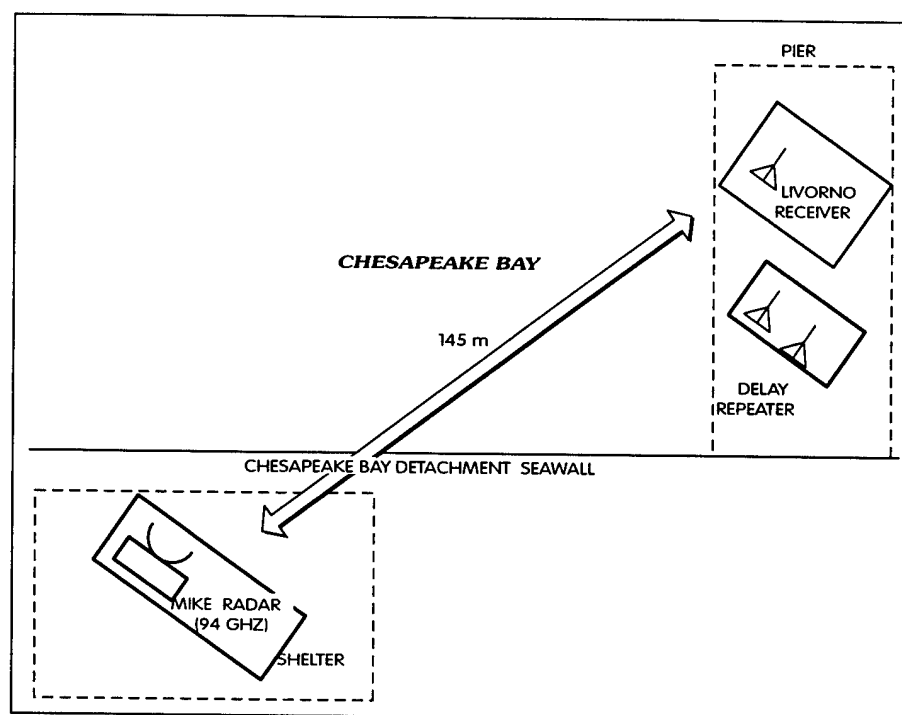 PIER
LIVORNO
RECEIVER
CHESAPEAKE BAY
145 m
DELAY
REPEATER
CHESAPEAKE BAY DETACHMENT SEAWALL
MIKE RADAR
(94 GHZ)
SHELTER